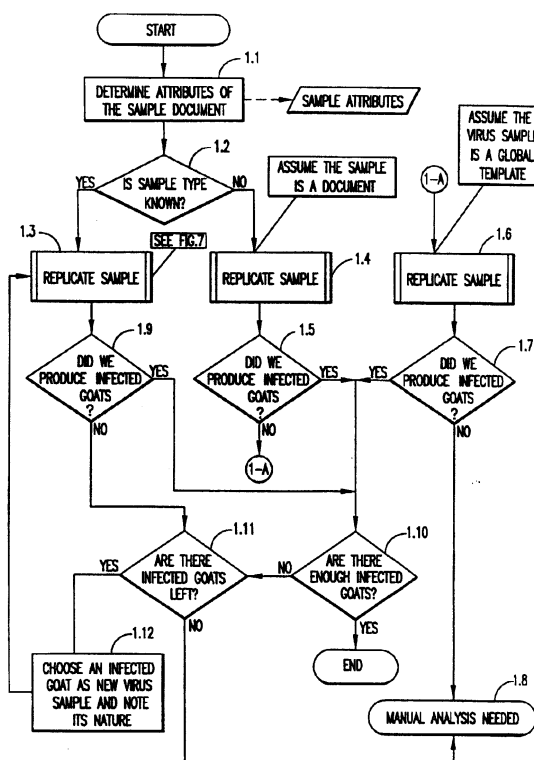 START
1.1
DETERMINE ATTRIBUTES OF
THE SAMPLE DOCUMENT
SAMPLE ATTRIBUTES
ASSUME THE
VIRUS SAMPLE
IS A GLOBAL
TEMPLATE
1.2
IS SAMPLE TYPE
KNOWN?
YES
NO
ASSUME THE SAMPLE
IS A DOCUMENT
1-A
1.3
SEE FIG.7
REPLICATE SAMPLE
1.4
REPLICATE SAMPLE
1.6
REPLICATE SAMPLE
1.9
DID WE
PRODUCE INFECTED
GOATS
?
YES
NO
1.5
DID WE
PRODUCE INFECTED
GOATS
?
YES
NO
1-A
1.7
DID WE
PRODUCE INFECTED
GOATS
?
YES
NO
1.11
ARE THERE
INFECTED GOATS
LEFT?
YES
NO
1.10
ARE THERE
ENOUGH INFECTED
GOATS?
NO
YES
END
1.12
CHOOSE AN INFECTED
GOAT AS NEW VIRUS
SAMPLE AND NOTE
ITS NATURE
1.8
MANUAL ANALYSIS NEEDED